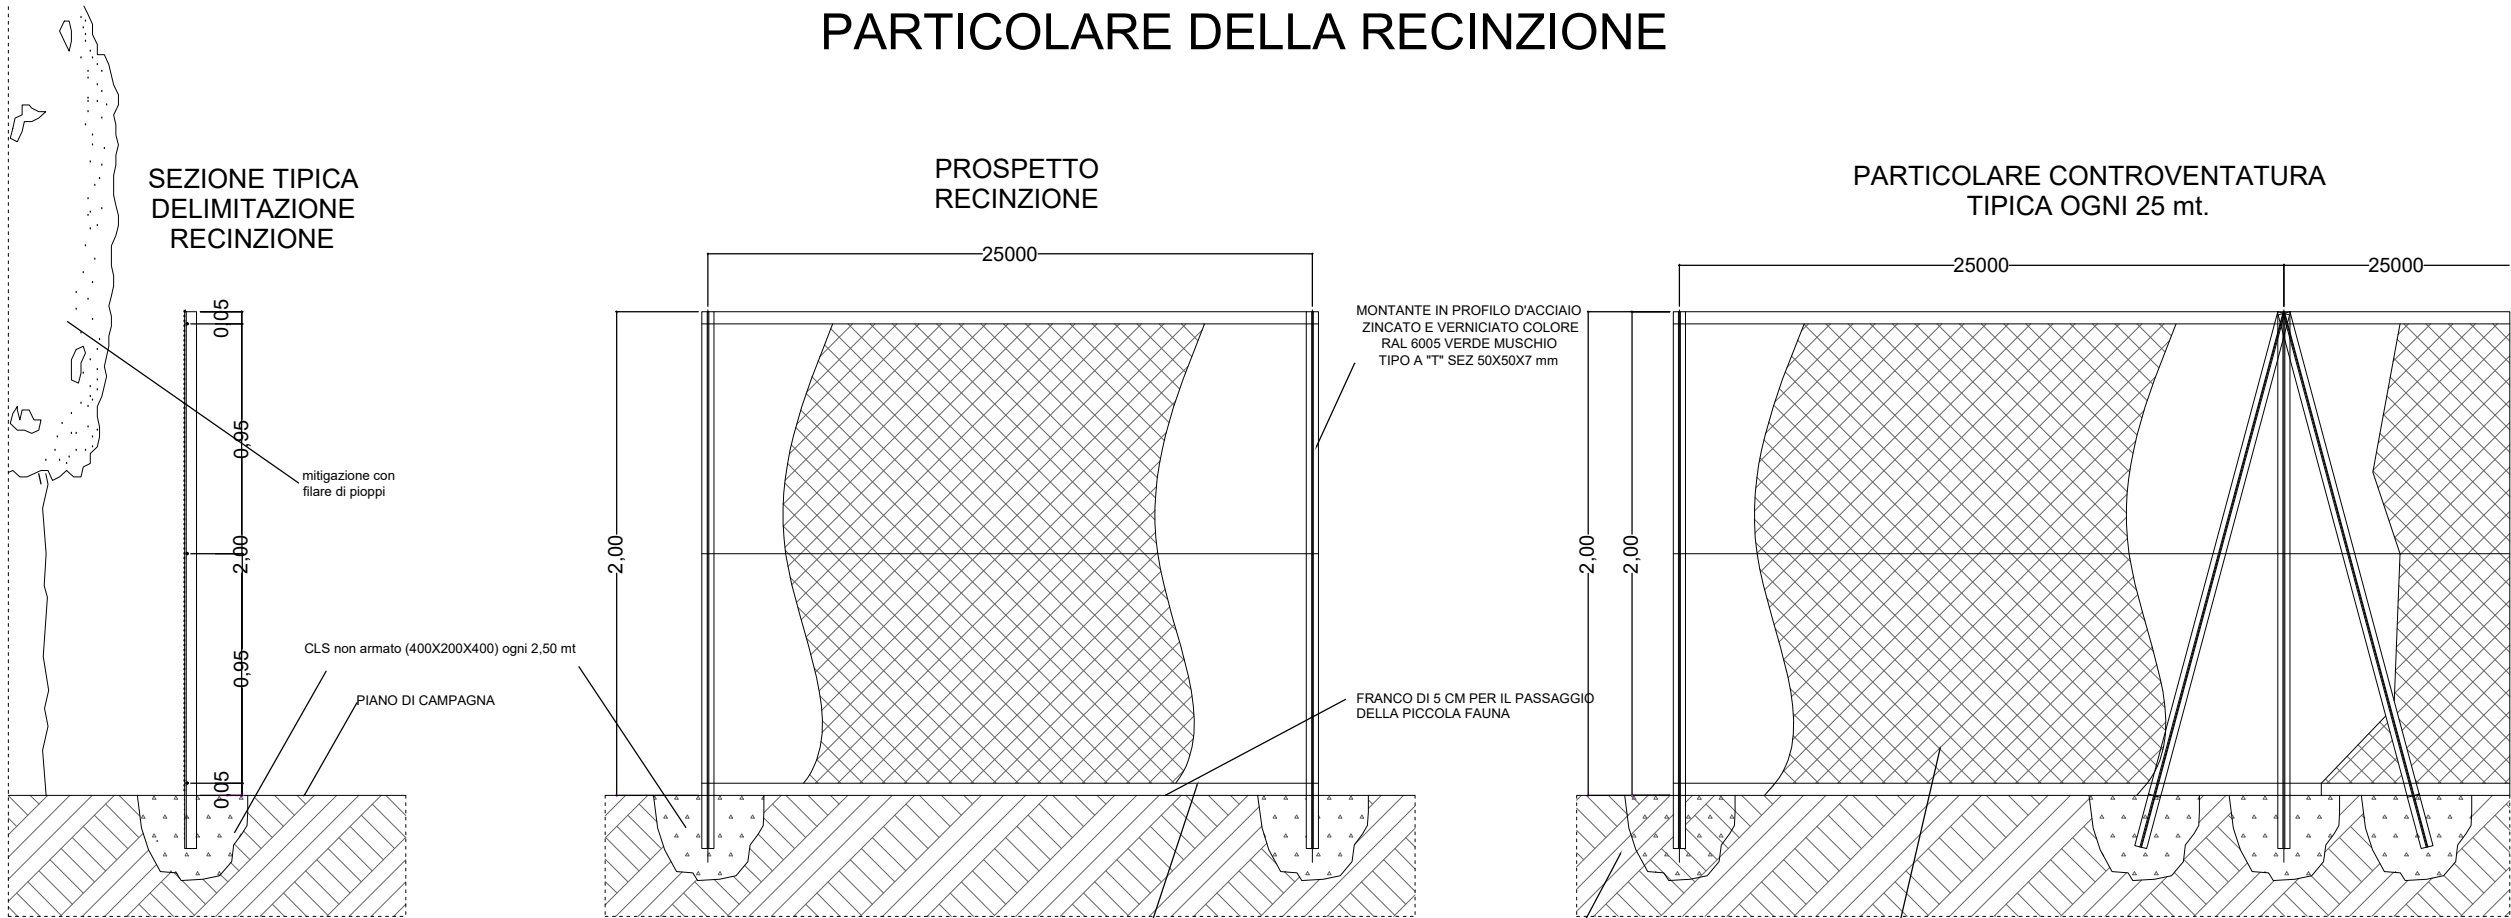 PARTICOLARE DELLA RECINZIONE
SEZIONE TIPICA
DELIMITAZIONE
RECINZIONE
0,05
0,95
2,00
0,95
0,05
mitigazione con
filare di pioppi
CLS non armato (400X200X400) ogni 2,50 mt
PIANO DI CAMPAGNA
PROSPETTO
RECINZIONE
25000
2,00
MONTANTE IN PROFILO D'ACCIAIO
ZINCATO E VERNICIATO COLORE
RAL 6005 VERDE MUSCHIO
TIPO A "T" SEZ 50X50X7 mm
FRANCO DI 5 CM PER IL PASSAGGIO
DELLA PICCOLA FAUNA
PARTICOLARE CONTROVENTATURA
TIPICA OGNI 25 mt.
25000
25000
2,00
2,00